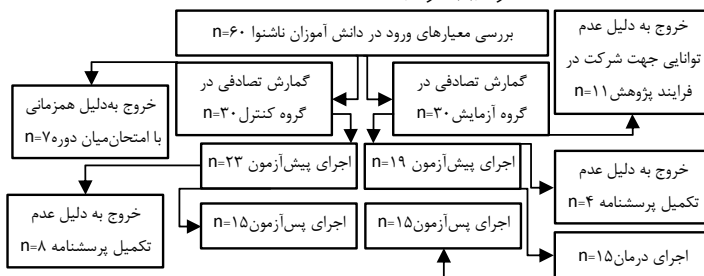 بررسی معیارهای ورود در دانش آموزان ناشنوا n=۶۰
خروج به دلیل عدم
توانایی جهت شرکت در
فرایند پژوهش n=۱۱
گمارش تصادفی در
گروه آزمایش n=۳۰
گمارش تصادفی در
گروه کنترل n=۳۰
خروج به‌دلیل همزمانی
با امتحان‌میان دوره n=۷
اجرای پیش‌آزمون n=۱۹
اجرای پیش‌آزمون n=۲۳
خروج به دلیل عدم
تکمیل پرسشنامه n=۴
خروج به دلیل عدم
تکمیل پرسشنامه n=۸
اجرای پس‌آزمون n=۱۵
اجرای پس‌آزمون n=۱۵
اجرای درمان n=۱۵